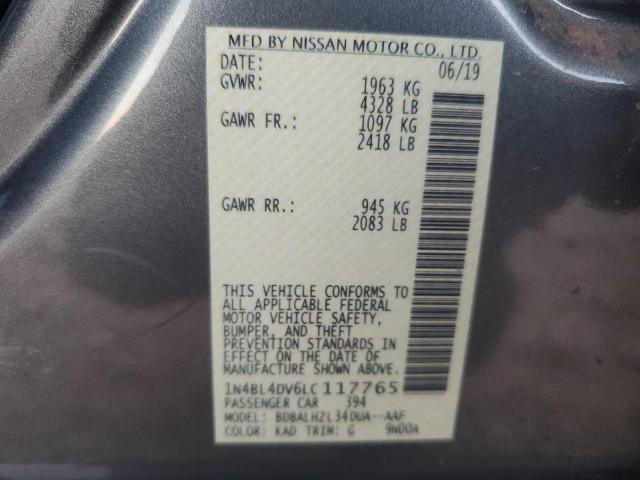 MFD BY NISSAN MOTOR CO., LTD.
DATE: 06/19
GVWR: 1963 KG
4328 LB
GAWR FR.: 1097 KG
2418 LB
GAWR RR.: 945 KG
2083 LB
THIS VEHICLE CONFORMS TO
ALL APPLICABLE FEDERAL
MOTOR VEHICLE SAFETY,
BUMPER, AND THEFT
PREVENTION STANDARDS IN
EFFECT ON THE DATE OF
MANUFACTURE SHOWN ABOVE.
1N4BL4DV6LC117765
PASSENGER CAR 394
MODEL: BDBALHZL34DUA--AAF
COLOR: KAD TRIM: G 9N00A